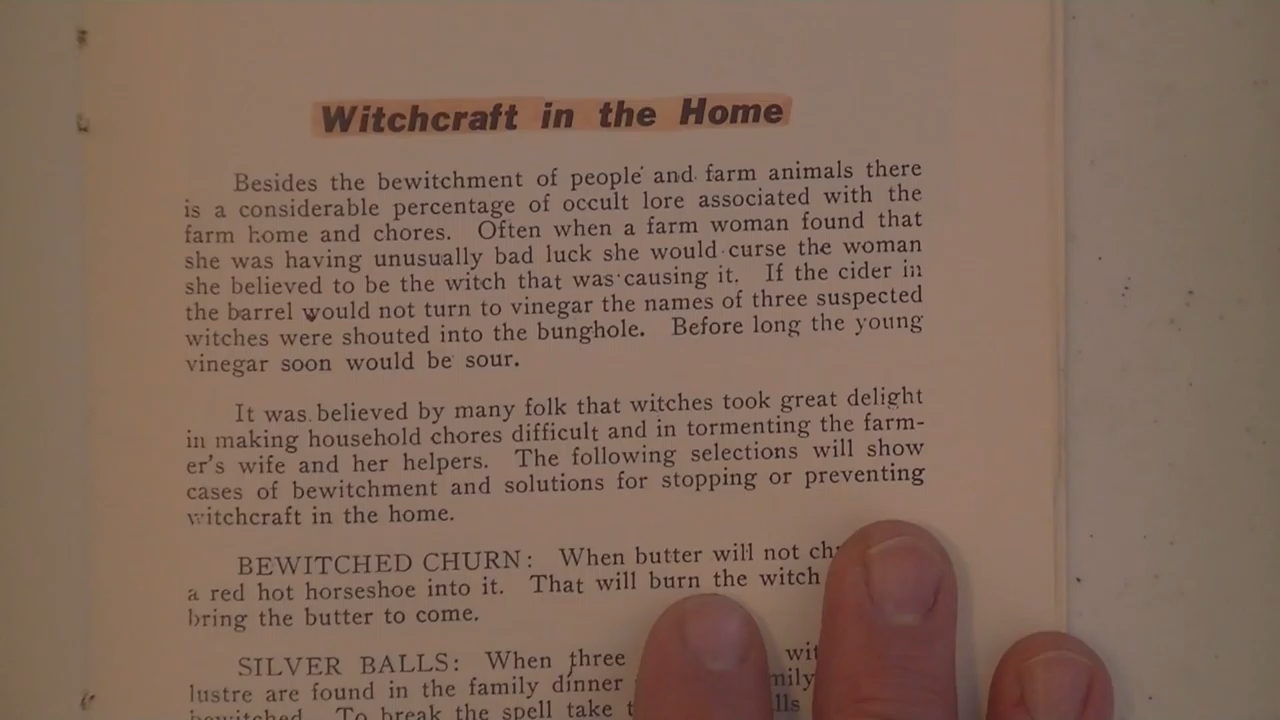 Witchcraft in the Home
Besides the bewitchment of people and farm animals there
is a considerable percentage of occult lore associated with the
farm home and chores. Often when a farm woman found that
she was having unusually bad luck she would curse the woman
she believed to be the witch that was causing it. If the cider in
the barrel would not turn to vinegar the names of three suspected
witches were shouted into the bunghole. Before long the young
vinegar soon would be sour.
It was believed by many folk that witches took great delight
in making household chores difficult and in tormenting the farm-
er's wife and her helpers. The following selections will show
cases of bewitchment and solutions for stopping or preventing
witchcraft in the home.
BEWITCHED CHURN: When butter will not
a red hot horseshoe into it. That will burn the witch
bring the butter to come.
SILVER BALLS: When three
lustre are found in the family dinner
bewitched. To break the spell take